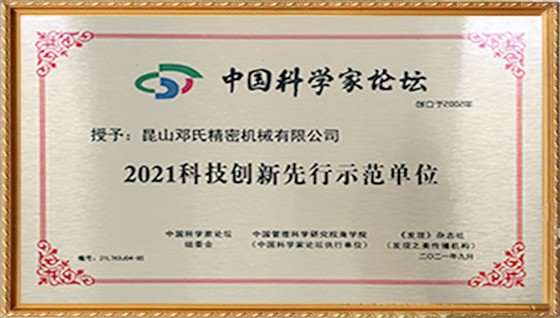 中国科学家论坛
创立于2002年
授予：昆山邓氏精密机械有限公司
2021科技创新先行示范单位
中国科学家论坛 中国管理科学研究院商学院 《发现》杂志社
组委会 （中国科学家论坛执行单位） （发现之美传播机构）
编号： 二〇二一年九月